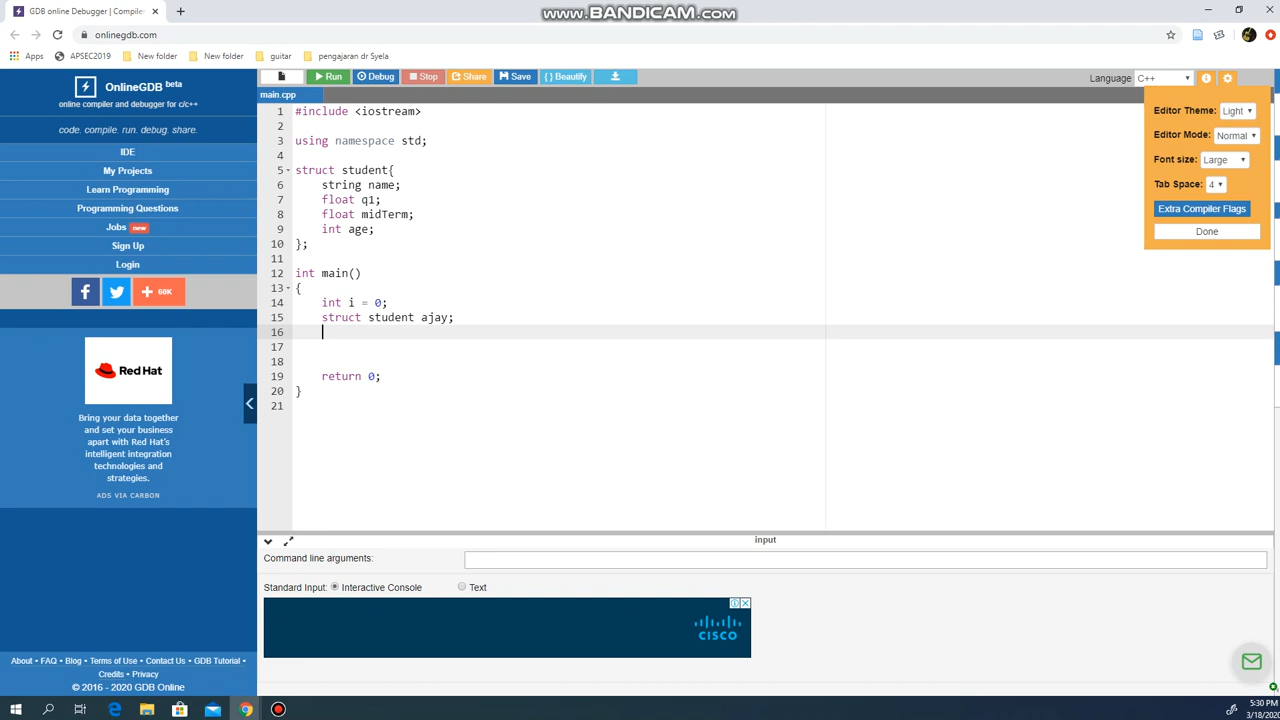 GDB online Debugger | Compiler
www.BANDICAM.com
onlinegdb.com
Apps
APSEC2019
New folder
New folder
guitar
pengajaran dr Syela
OnlineGDB beta
online compiler and debugger for c/c++
code. compile. run. debug. share.
IDE
My Projects
Learn Programming
Programming Questions
Jobs new
Sign Up
Login
f
+ 60K
Red Hat
Bring your data together
and set your business
apart with Red Hat's
intelligent integration
technologies and
strategies.
ADS VIA CARBON
About • FAQ • Blog • Terms of Use • Contact Us • GDB Tutorial •
Credits • Privacy
© 2016 - 2020 GDB Online
Run
Debug
Stop
Share
Save
{ } Beautify
Language C++
main.cpp
1 #include <iostream>
2
3 using namespace std;
4
5 struct student{
6 string name;
7 float q1;
8 float midTerm;
9 int age;
10 };
11
12 int main()
13 {
14 int i = 0;
15 struct student ajay;
16
17
18
19 return 0;
20 }
21
Editor Theme: Light
Editor Mode: Normal
Font size: Large
Tab Space: 4
Extra Compiler Flags
Done
input
Command line arguments:
Standard Input: Interactive Console Text
CISCO
5:30 PM
3/18/2020